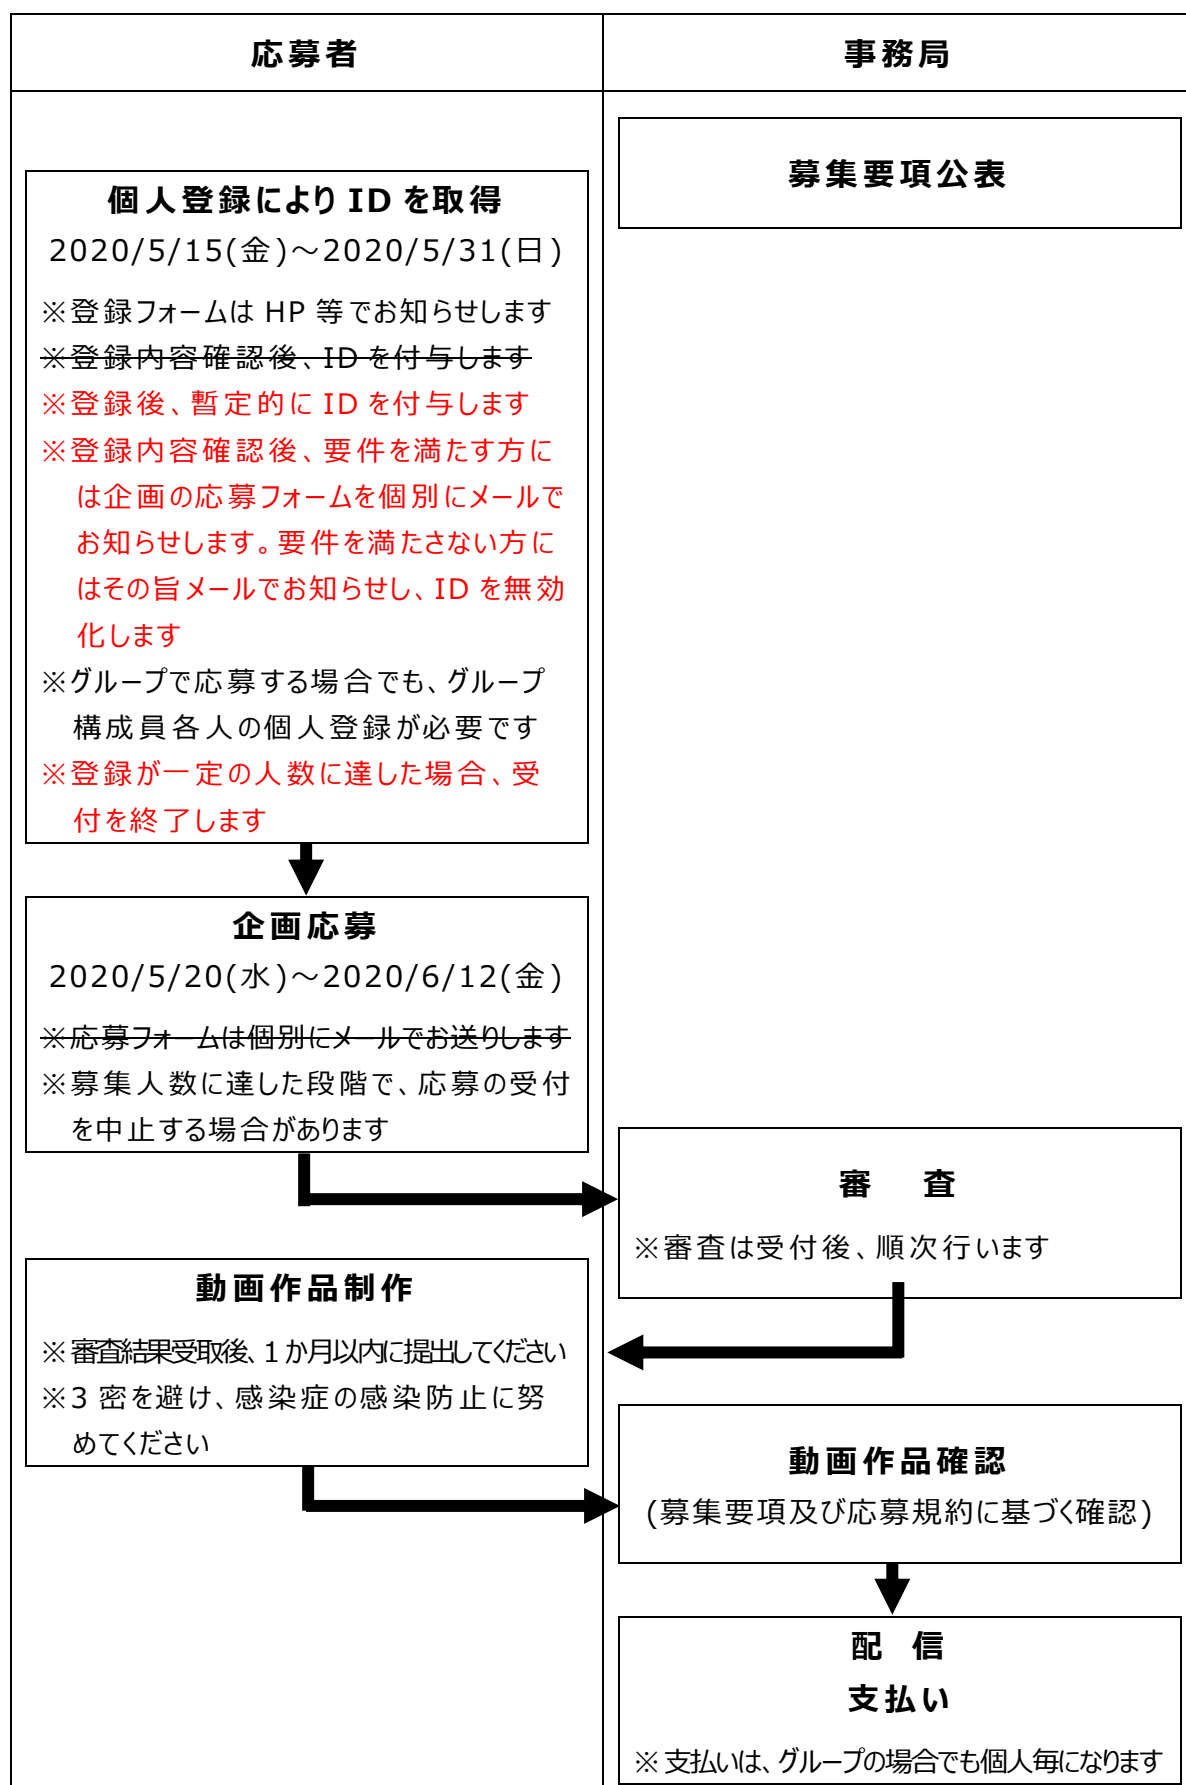 応募者
事務局
募集要項公表
個人登録により ID を取得
2020/5/15(金)～2020/5/31(日)
※登録フォームは HP 等でお知らせします
※登録内容確認後、ID を付与します
※登録後、暫定的に ID を付与します
※登録内容確認後、要件を満たす方に
は企画の応募フォームを個別にメールで
お知らせします。要件を満たさない方に
はその旨メールでお知らせし、ID を無効
化します
※グループで応募する場合でも、グループ
構成員各人の個人登録が必要です
※登録が一定の人数に達した場合、受
付を終了します
企画応募
2020/5/20(水)～2020/6/12(金)
※応募フォームは個別にメールでお送りします
※募集人数に達した段階で、応募の受付
を中止する場合があります
審　査
※審査は受付後、順次行います
動画作品制作
※審査結果受取後、1 か月以内に提出してください
※3 密を避け、感染症の感染防止に努
めてください
動画作品確認
(募集要項及び応募規約に基づく確認)
配　信
支払い
※支払いは、グループの場合でも個人毎になります